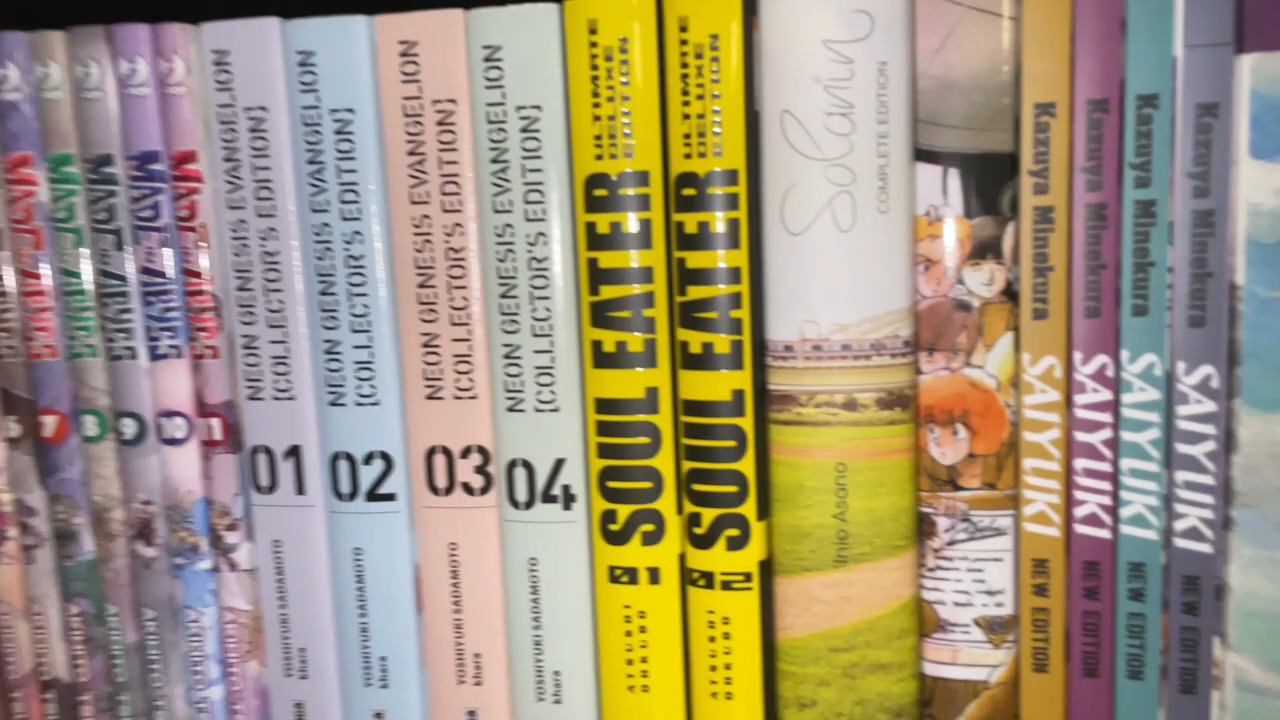 MADE in ABYSS
7
MADE in ABYSS
8
MADE in ABYSS
9
MADE in ABYSS
10
MADE in ABYSS
11
NEON GENESIS EVANGELION
[COLLECTOR'S EDITION]
01
YOSHIYUKI SADAMOTO
khara
NEON GENESIS EVANGELION
[COLLECTOR'S EDITION]
02
YOSHIYUKI SADAMOTO
khara
NEON GENESIS EVANGELION
[COLLECTOR'S EDITION]
03
YOSHIYUKI SADAMOTO
khara
NEON GENESIS EVANGELION
[COLLECTOR'S EDITION]
04
YOSHIYUKI SADAMOTO
khara
ULTIMATE
DELUXE
EDITION
SOUL EATER
01
ATSUSHI
OHKUBO
ULTIMATE
DELUXE
EDITION
SOUL EATER
02
ATSUSHI
OHKUBO
Solanin
COMPLETE EDITION
Inio Asano
Kazuya Minekura
SAIYUKI
NEW EDITION
Kazuya Minekura
SAIYUKI
NEW EDITION
Kazuya Minekura
SAIYUKI
NEW EDITION
Kazuya Minekura
SAIYUKI
NEW EDITION